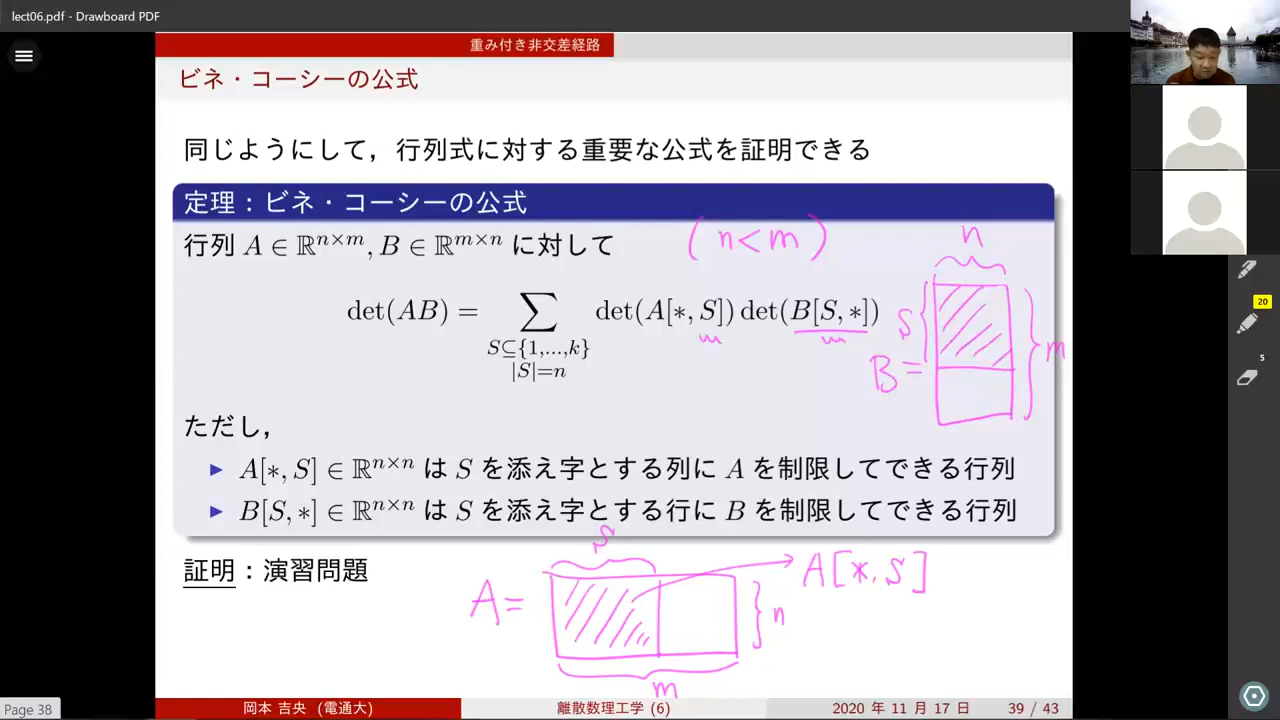 lect06.pdf - Drawboard PDF
重み付き非交差経路
ビネ・コーシーの公式
同じようにして，行列式に対する重要な公式を証明できる
定理：ビネ・コーシーの公式
行列 A ∈ ℝⁿˣᵐ, B ∈ ℝᵐˣⁿ に対して
(n<m)
det(AB) = ∑ det(A[∗, S]) det(B[S, ∗])
S⊆{1,...,k}
|S|=n
n
S
B=
m
ただし，
▶ A[∗, S] ∈ ℝⁿˣⁿ は S を添え字とする列に A を制限してできる行列
▶ B[S, ∗] ∈ ℝⁿˣⁿ は S を添え字とする行に B を制限してできる行列
証明：演習問題
S
A[*,S]
A=
n
m
20
5
Page 38
岡本 吉央 (電通大)
離散数理工学 (6)
2020 年 11 月 17 日
39 / 43